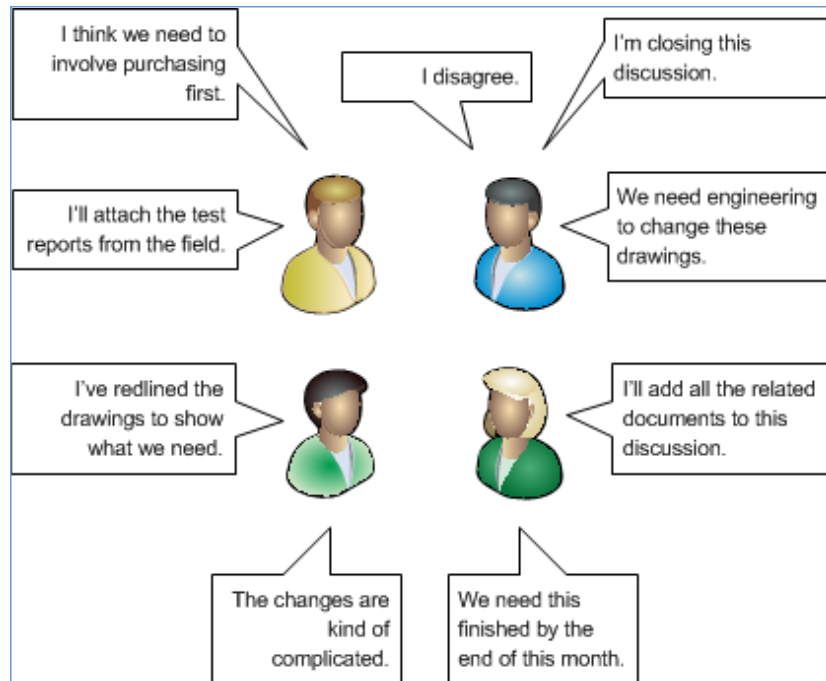 I think we need to
involve purchasing
first.
I disagree.
I'm closing this
discussion.
I'll attach the test
reports from the field.
We need engineering
to change these
drawings.
I've redlined the
drawings to show
what we need.
I'll add all the related
documents to this
discussion.
The changes are
kind of
complicated.
We need this
finished by the
end of this month.